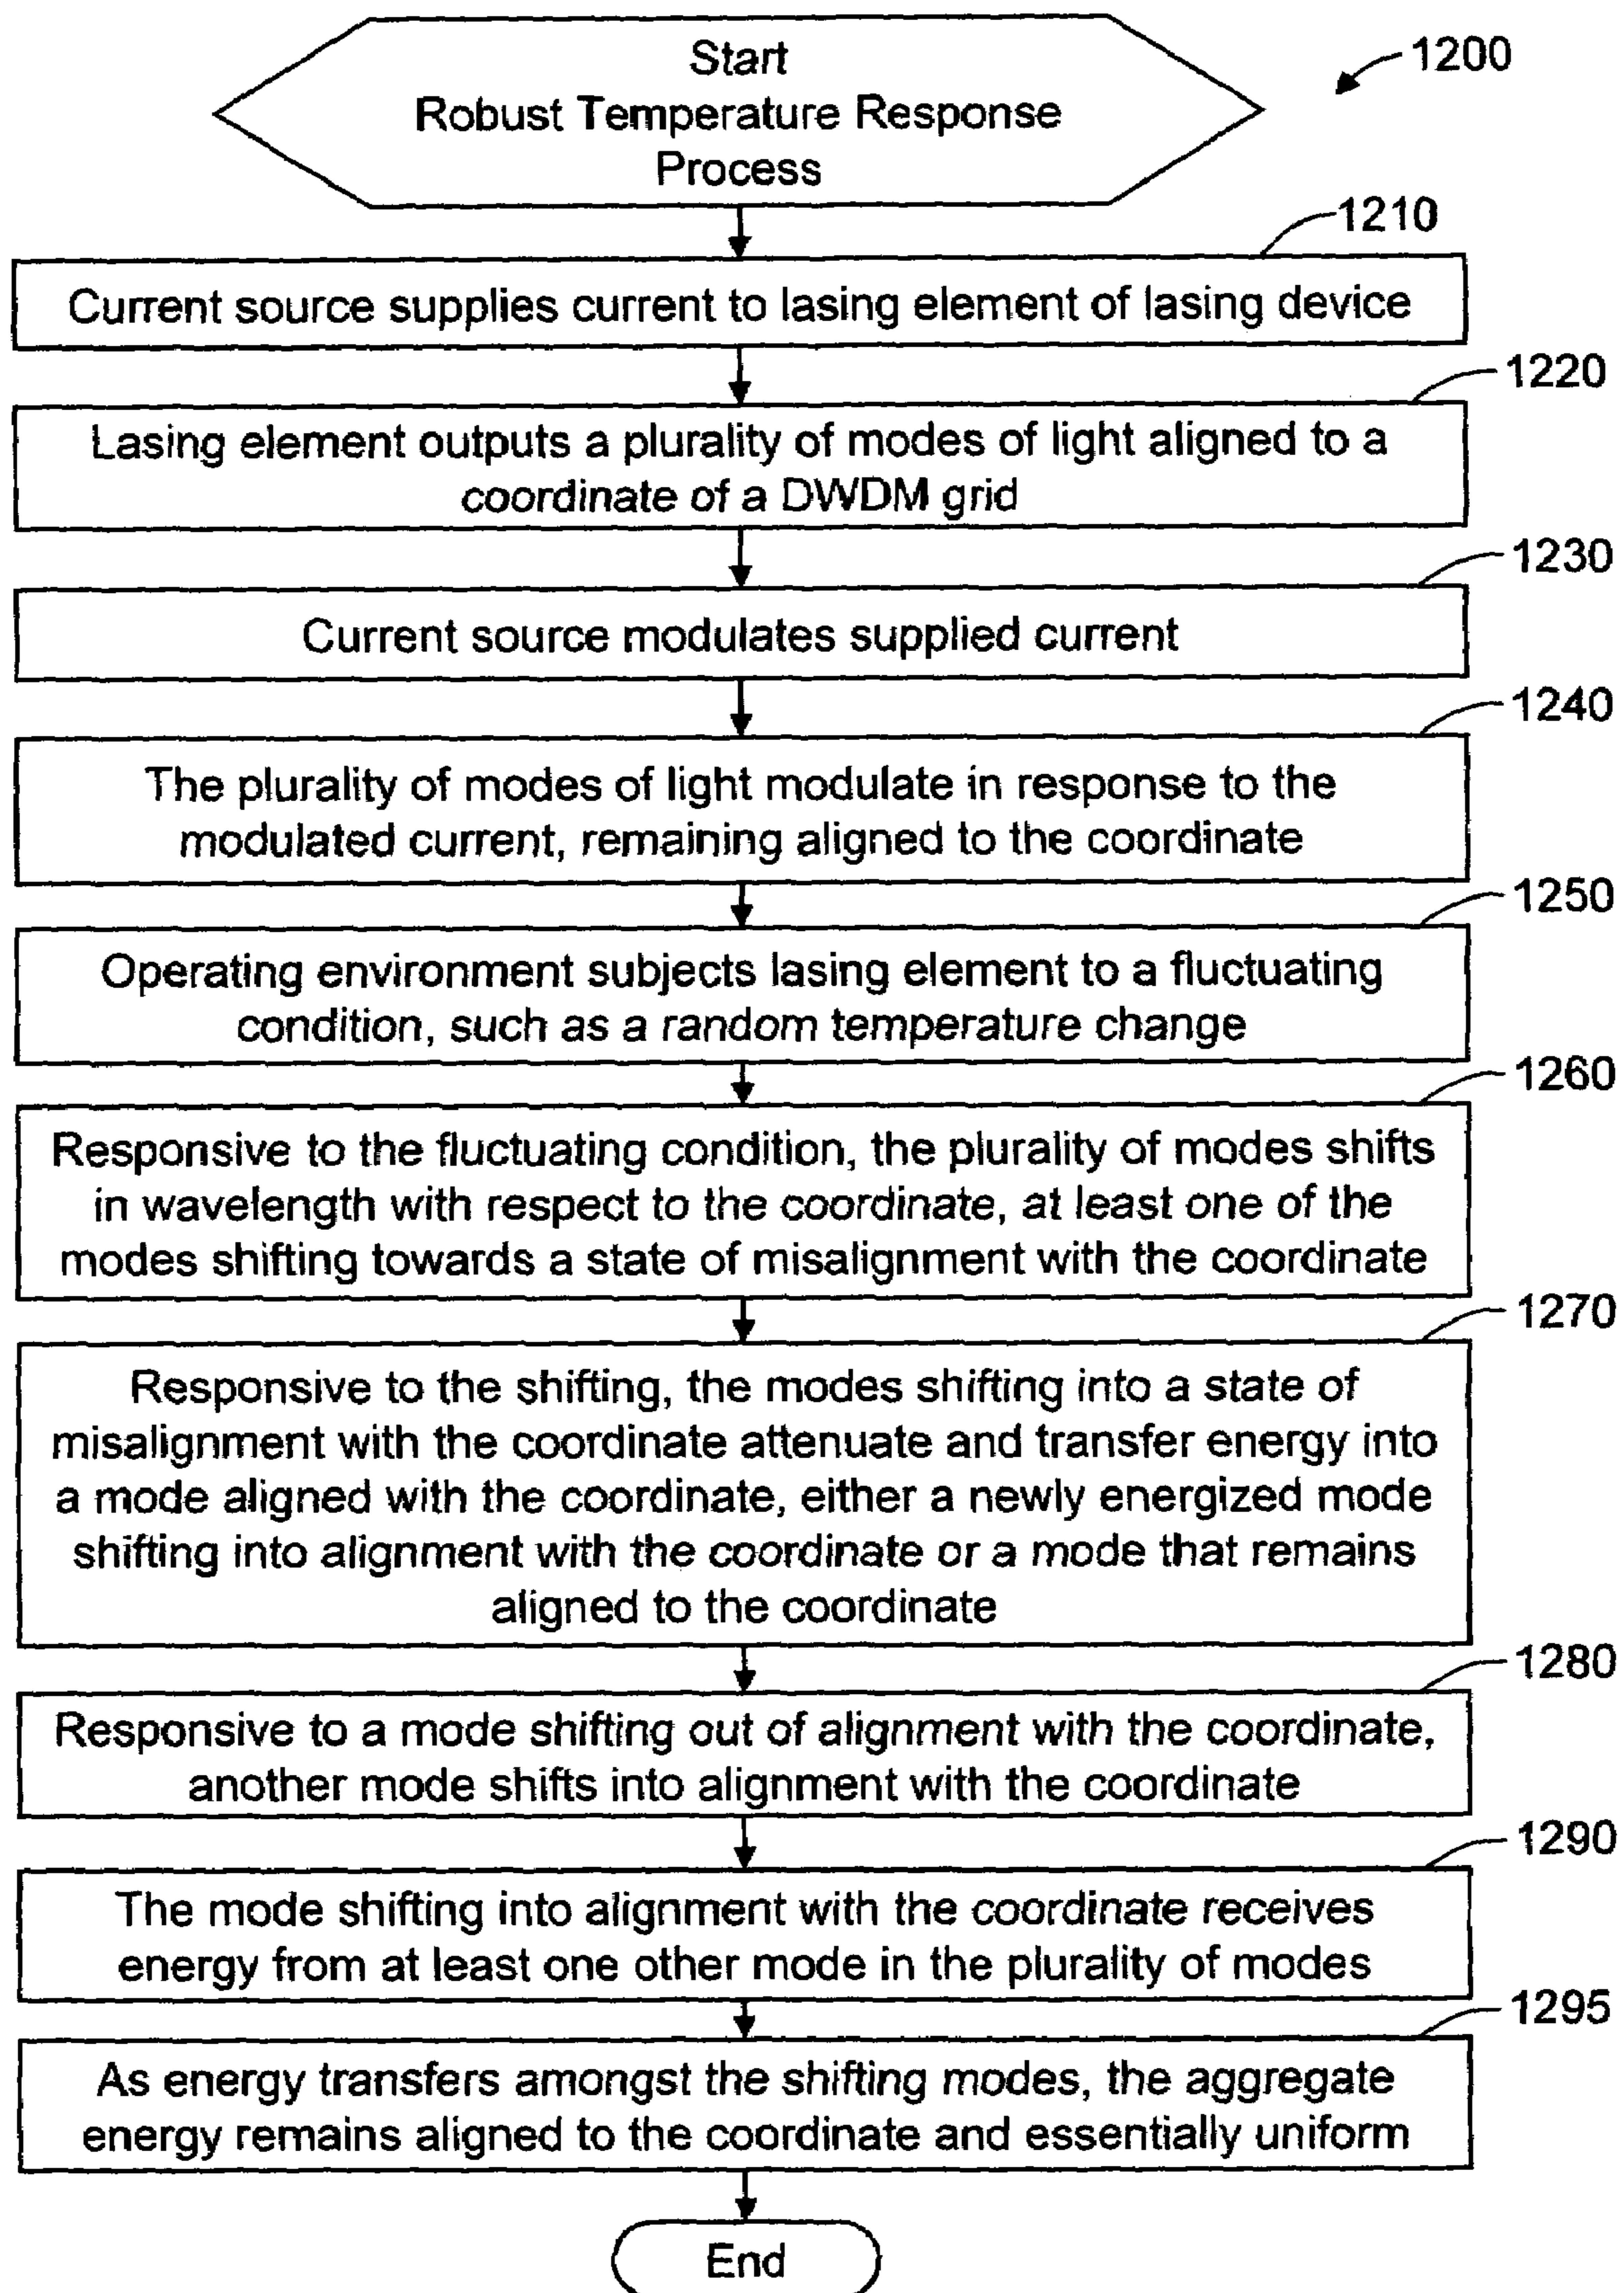 Start
1200
Robust Temperature Response
Process
1210
Current source supplies current to lasing element of lasing device
1220
Lasing element outputs a plurality of modes of light aligned to a
coordinate of a DWDM grid
1230
Current source modulates supplied current
1240
The plurality of modes of light modulate in response to the
modulated current, remaining aligned to the coordinate
1250
Operating environment subjects lasing element to a fluctuating
condition, such as a random temperature change
1260
Responsive to the fluctuating condition, the plurality of modes shifts
in wavelength with respect to the coordinate, at least one of the
modes shifting towards a state of misalignment with the coordinate
1270
Responsive to the shifting, the modes shifting into a state of
misalignment with the coordinate attenuate and transfer energy into
a mode aligned with the coordinate, either a newly energized mode
shifting into alignment with the coordinate or a mode that remains
aligned to the coordinate
1280
Responsive to a mode shifting out of alignment with the coordinate,
another mode shifts into alignment with the coordinate
1290
The mode shifting into alignment with the coordinate receives
energy from at least one other mode in the plurality of modes
1295
As energy transfers amongst the shifting modes, the aggregate
energy remains aligned to the coordinate and essentially uniform
End